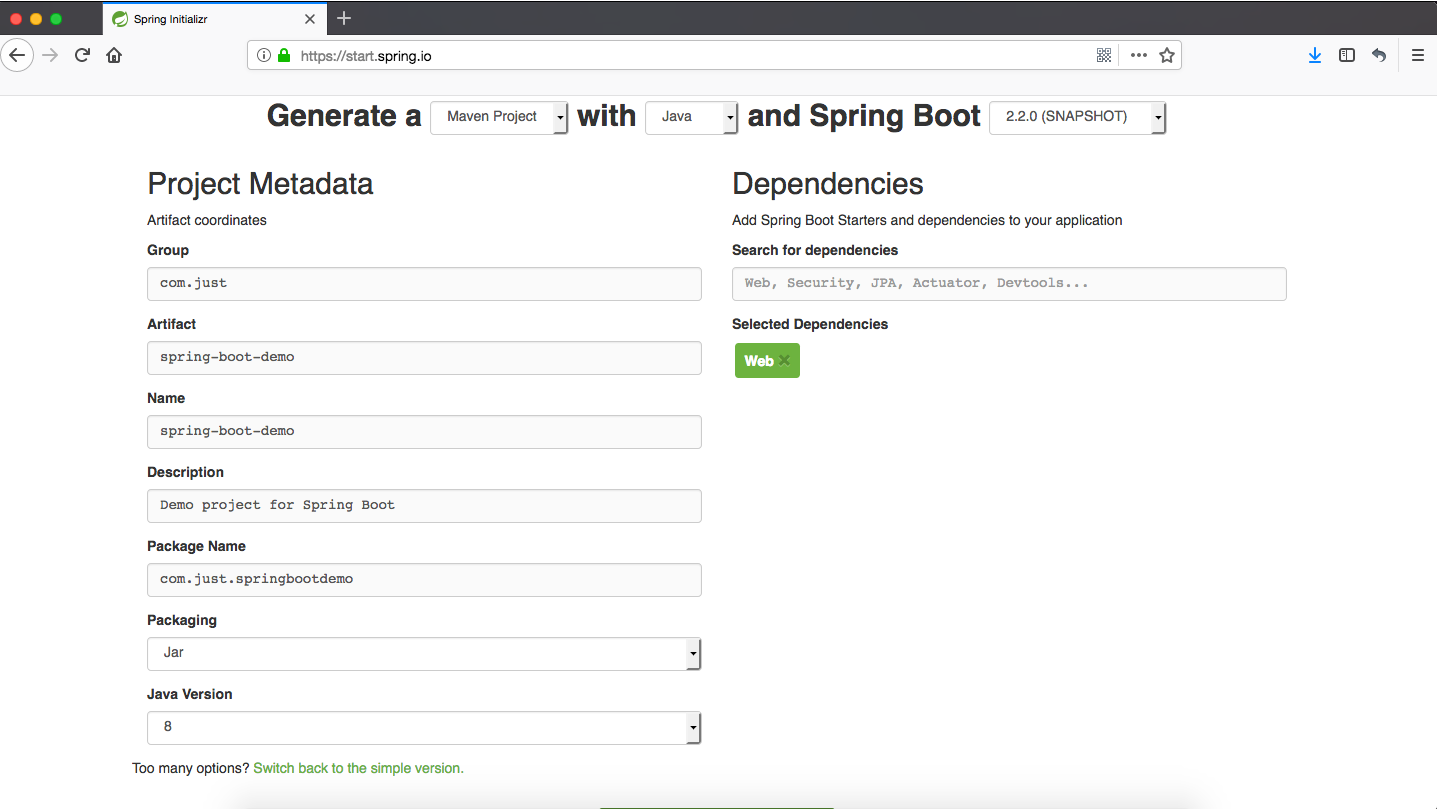 Spring Initializr
https://start.spring.io
Generate a Maven Project with Java and Spring Boot 2.2.0 (SNAPSHOT)
Project Metadata
Artifact coordinates
Group
com.just
Artifact
spring-boot-demo
Name
spring-boot-demo
Description
Demo project for Spring Boot
Package Name
com.just.springbootdemo
Packaging
Jar
Java Version
8
Too many options? Switch back to the simple version.
Dependencies
Add Spring Boot Starters and dependencies to your application
Search for dependencies
Web, Security, JPA, Actuator, Devtools...
Selected Dependencies
Web